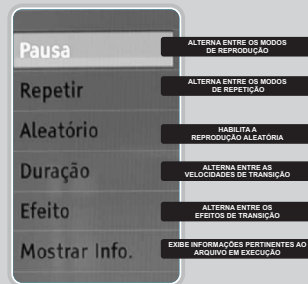 Pausa
ALTERNA ENTRE OS MODOS
DE REPRODUÇÃO
Repetir
ALTERNA ENTRE OS MODOS
DE REPETIÇÃO
Aleatório
HABILITA A
REPRODUÇÃO ALEATÓRIA
Duração
ALTERNA ENTRE AS
VELOCIDADES DE TRANSIÇÃO
Efeito
ALTERNA ENTRE OS
EFEITOS DE TRANSIÇÃO
Mostrar Info.
EXIBE INFORMAÇÕES PERTINENTES AO
ARQUIVO EM EXECUÇÃO